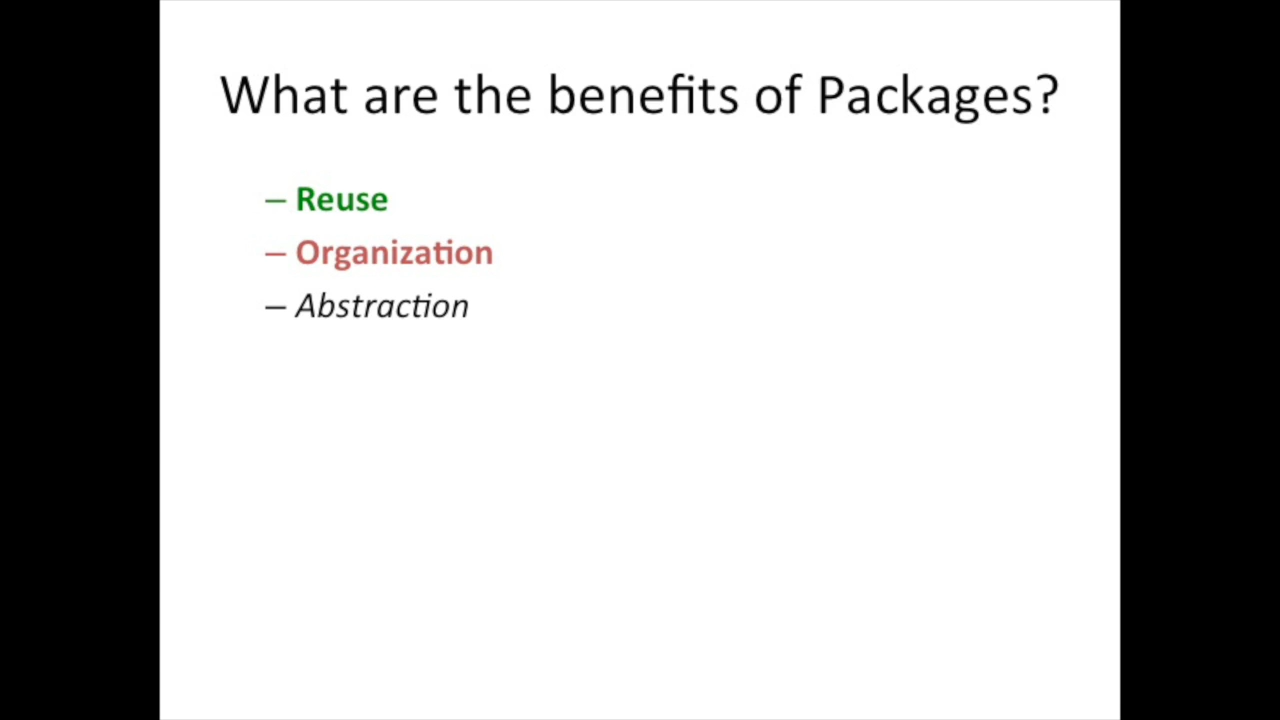 What are the benefits of Packages?
– Reuse
– Organization
– Abstraction